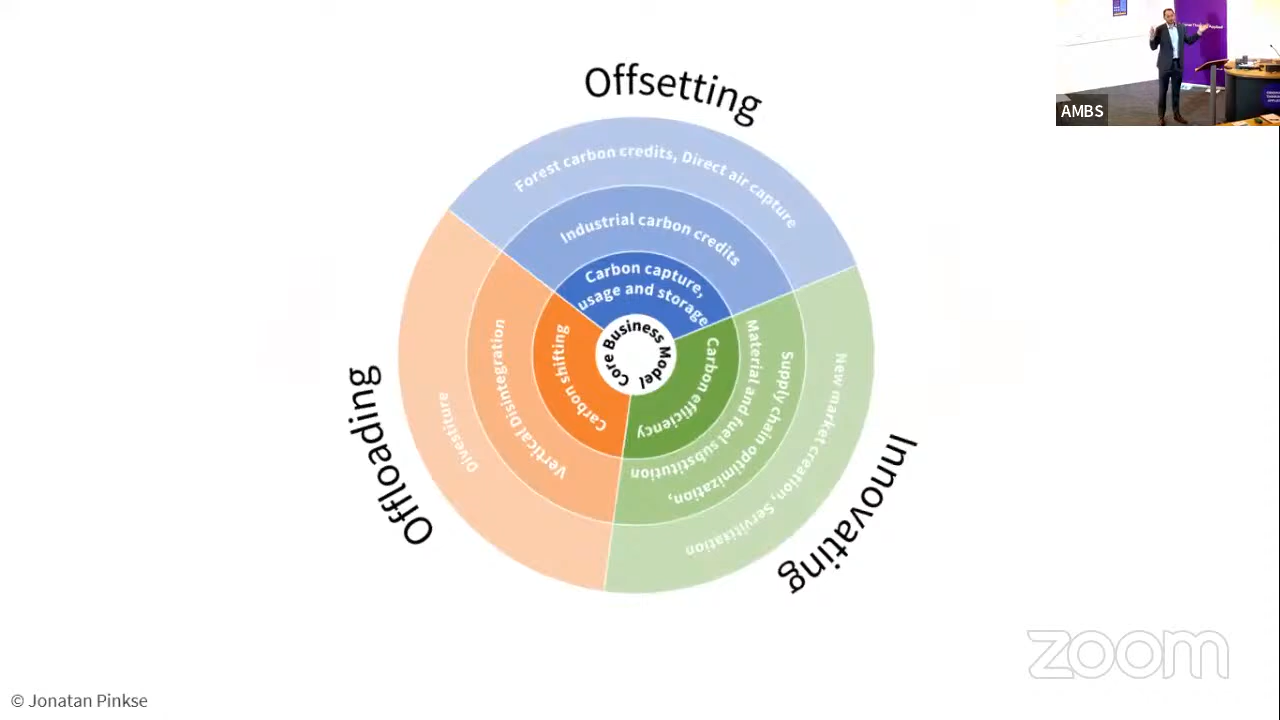 Offsetting
Forest carbon credits, Direct air capture
Industrial carbon credits
Carbon capture,
usage and storage
Core Business Model
Carbon efficiency
Material and fuel substitution
Supply chain optimization,
New market creation, Servitization
Innovating
Carbon shifting
Vertical Disintegration
Divestiture
Offloading
AMBS
zoom
© Jonatan Pinkse